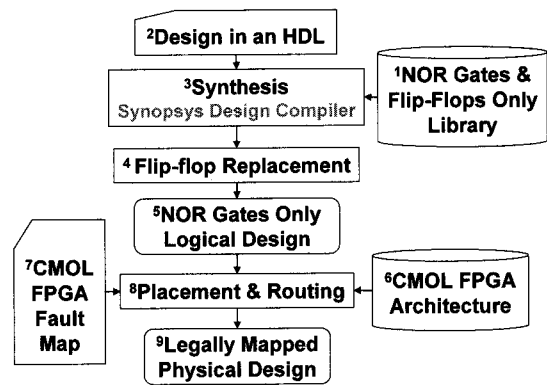 ²Design in an HDL
³Synthesis
Synopsys Design Compiler
¹NOR Gates &
Flip-Flops Only
Library
⁴ Flip-flop Replacement
⁵NOR Gates Only
Logical Design
⁷CMOL
FPGA
Fault
Map
⁸Placement & Routing
⁶CMOL FPGA
Architecture
⁹Legally Mapped
Physical Design